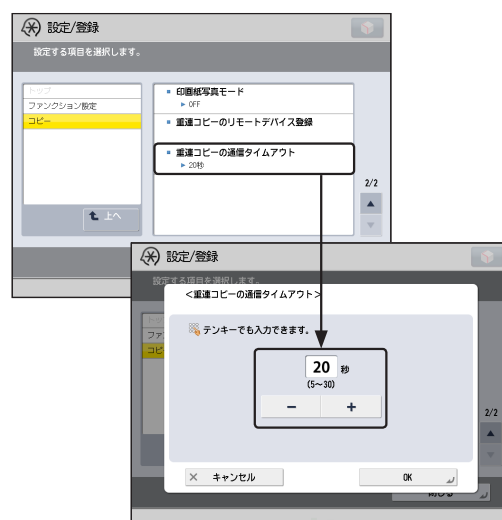 設定/登録
設定する項目を選択します。
トップ
ファンクション設定
コピー
上へ
印画紙写真モード
OFF
重連コピーのリモートデバイス登録
重連コピーの通信タイムアウト
20秒
2/2
設定/登録
設定する項目を選択します。
<重連コピーの通信タイムアウト>
テンキーでも入力できます。
20 秒
(5~30)
- +
× キャンセル
OK
2/2